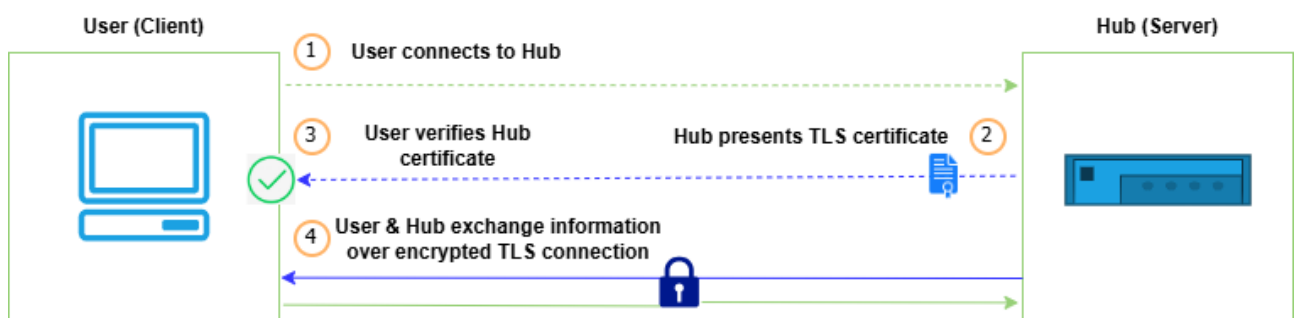 User (Client)
Hub (Server)
1 User connects to Hub
3 User verifies Hub
certificate
Hub presents TLS certificate 2
4 User & Hub exchange information
over encrypted TLS connection